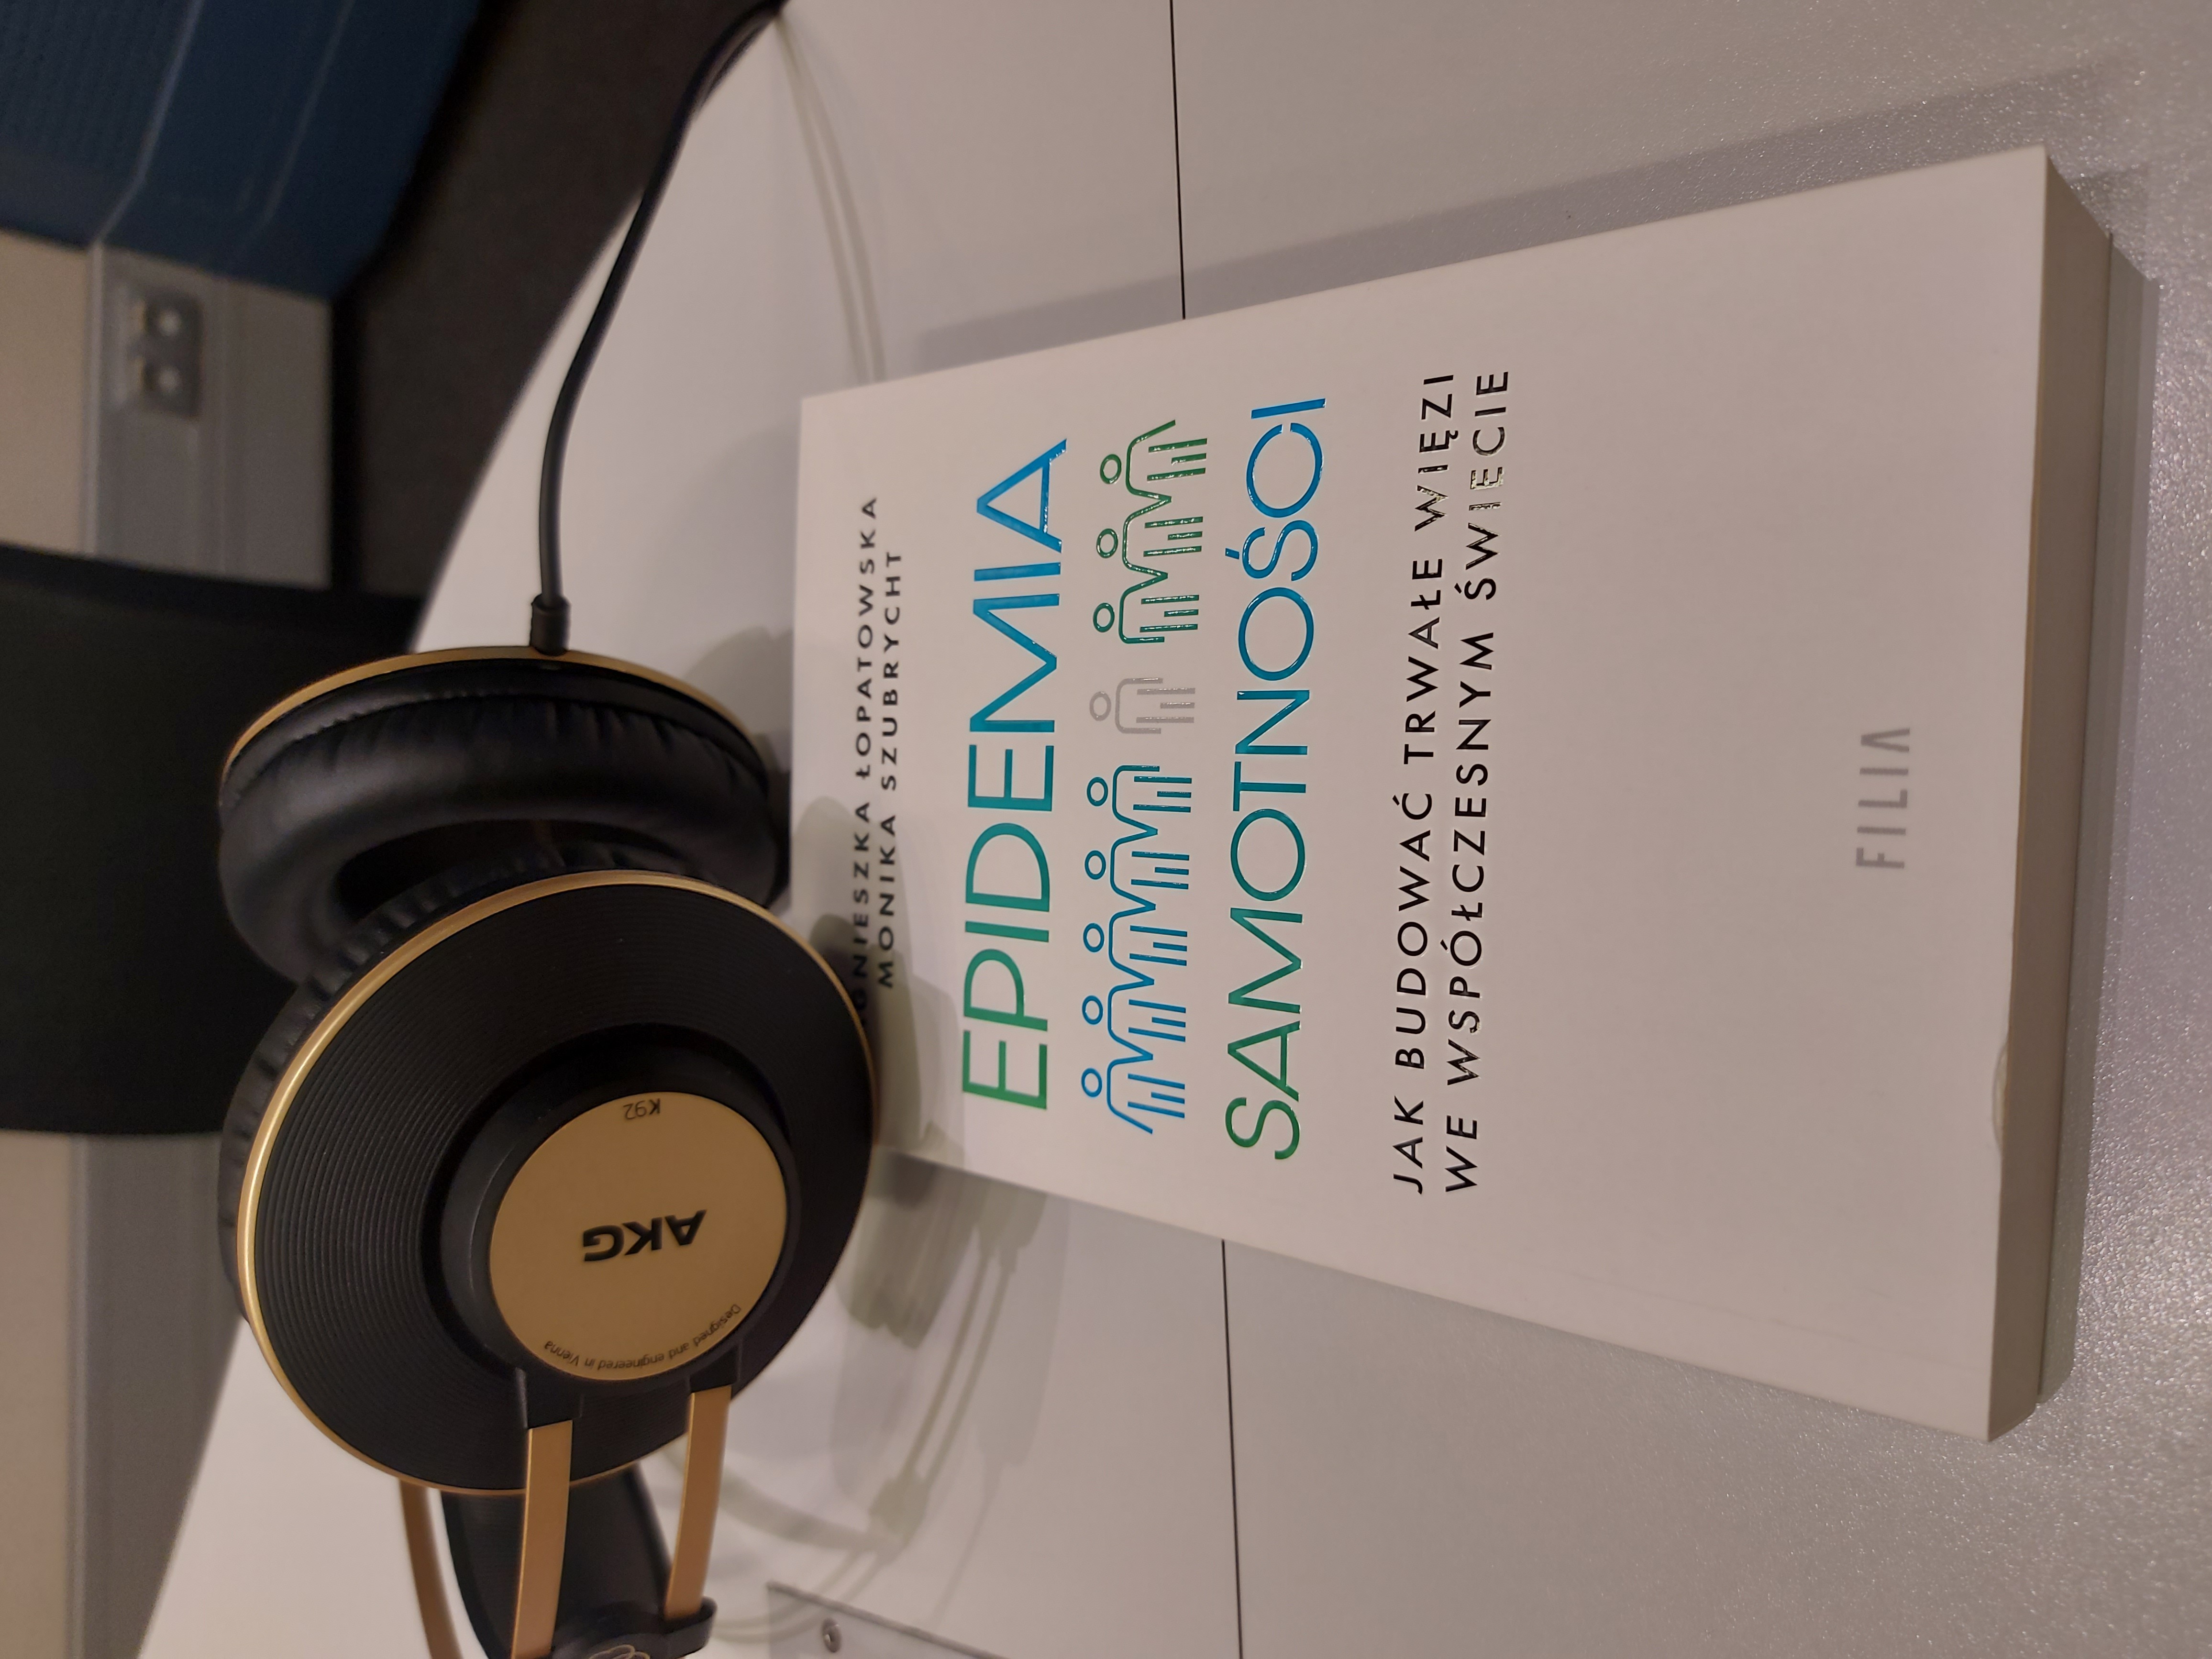 ŁOPATOWSKA
MONIKA SZUBRYCHT
EPIDEMIA
SAMOTNOŚCI
JAK BUDOWAĆ TRWAŁE WIĘZI
WE WSPÓŁCZESNYM ŚWIECIE
FILIA
K92
AKG
Designed and engineered in Vienna